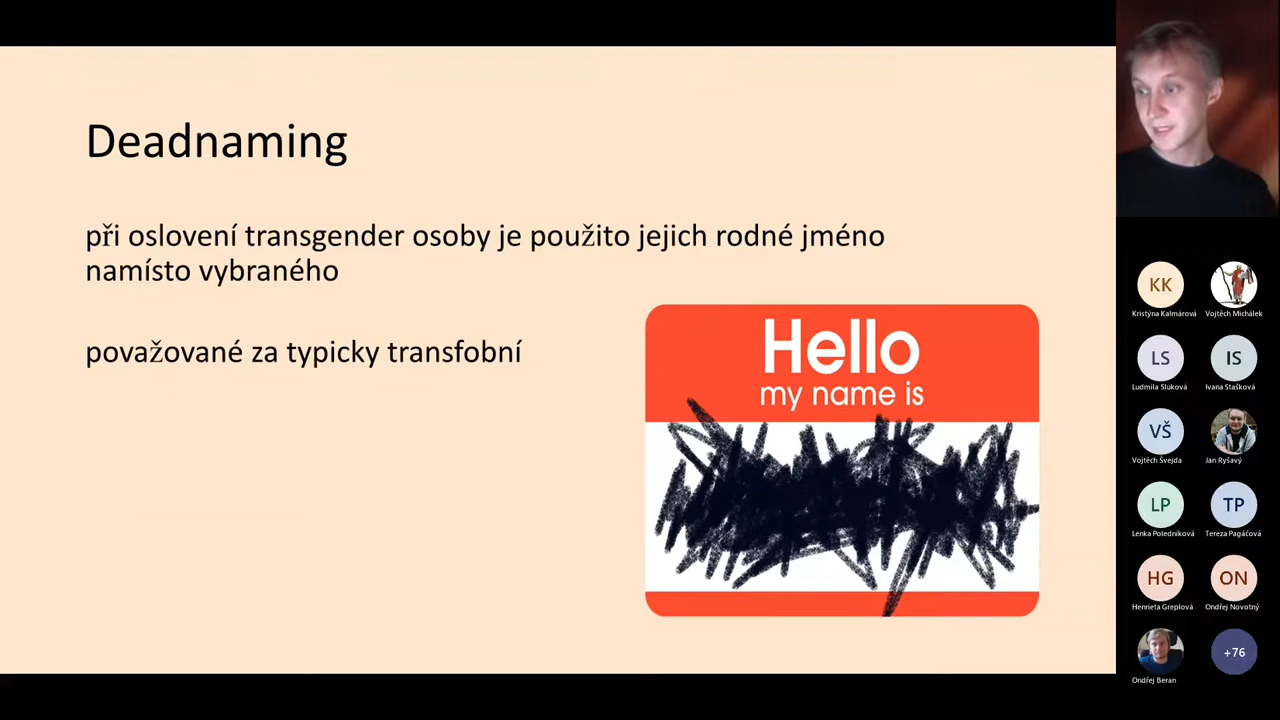 Deadnaming
při oslovení transgender osoby je použito jejich rodné jméno
namísto vybraného
považované za typicky transfobní
Hello
my name is
KK
Kristýna Kalmárová
Vojtěch Michálek
LS
Ludmila Sluková
IS
Ivana Stašková
VŠ
Vojtěch Švejda
Jan Ryšavý
LP
Lenka Poledníková
TP
Tereza Pagáčová
HG
Henrieta Greplová
ON
Ondřej Novotný
Ondřej Beran
+76